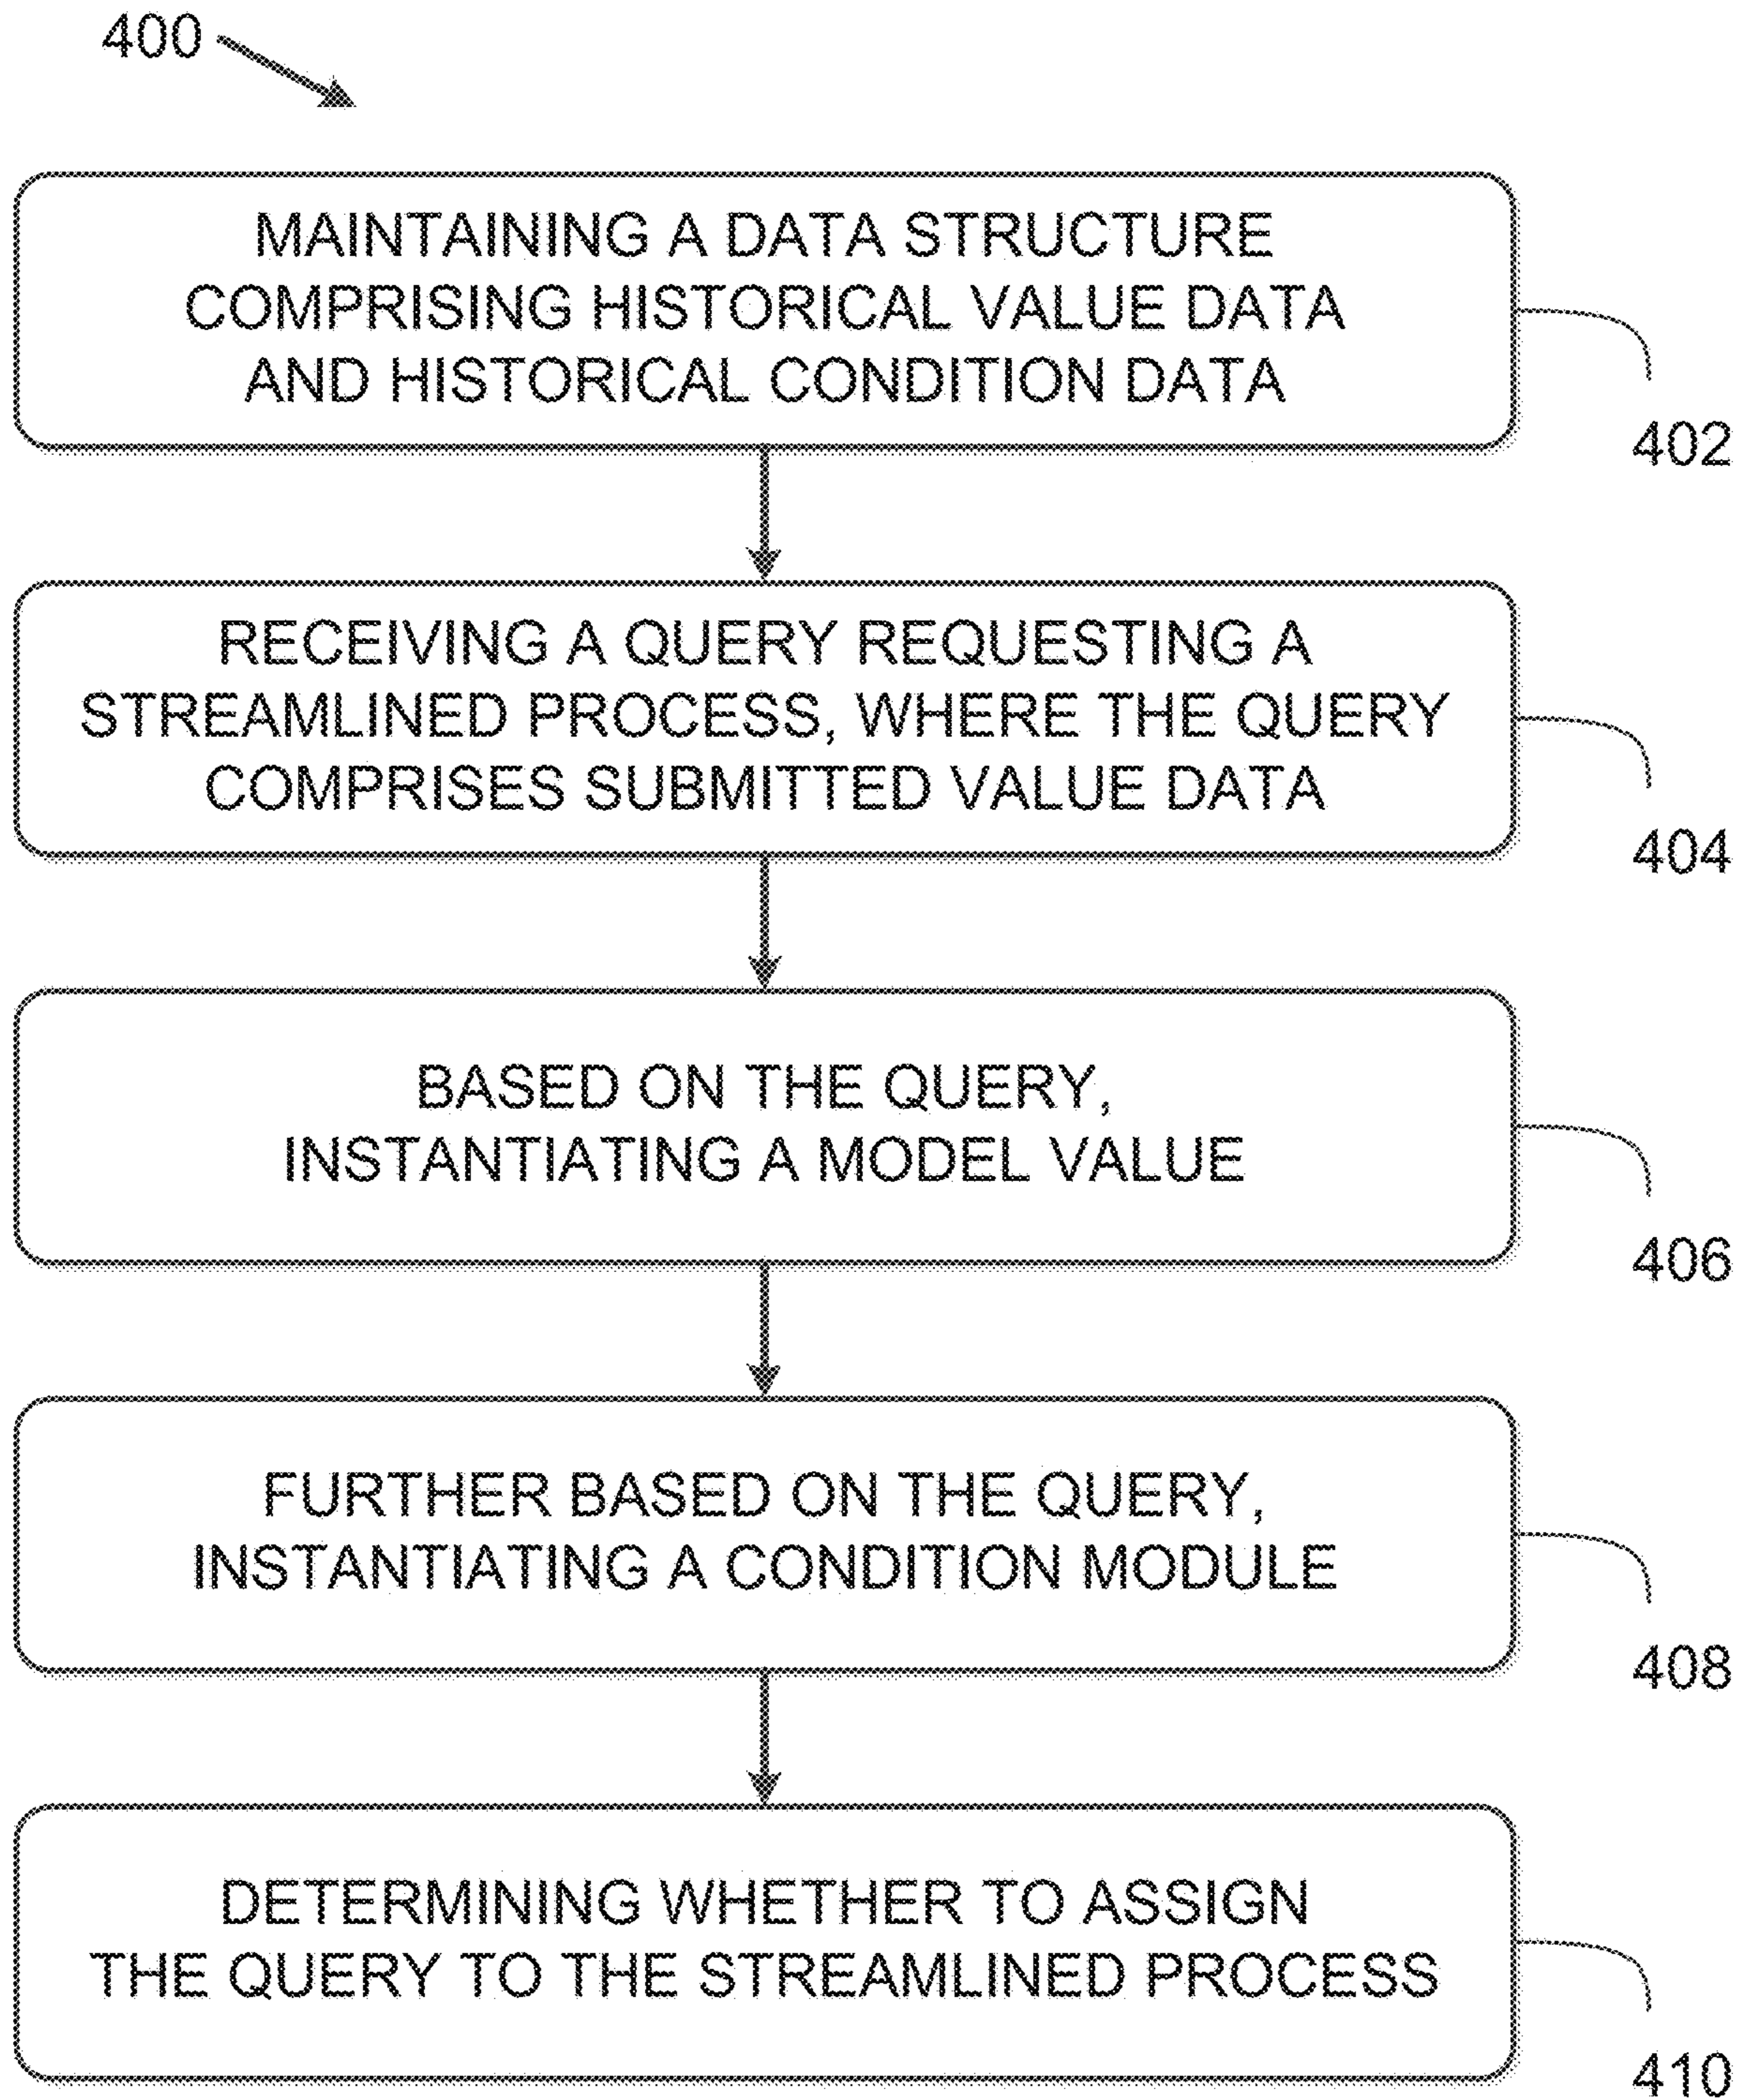 400
MAINTAINING A DATA STRUCTURE
COMPRISING HISTORICAL VALUE DATA
AND HISTORICAL CONDITION DATA
402
RECEIVING A QUERY REQUESTING A
STREAMLINED PROCESS, WHERE THE QUERY
COMPRISES SUBMITTED VALUE DATA
404
BASED ON THE QUERY,
INSTANTIATING A MODEL VALUE
406
FURTHER BASED ON THE QUERY,
INSTANTIATING A CONDITION MODULE
408
DETERMINING WHETHER TO ASSIGN
THE QUERY TO THE STREAMLINED PROCESS
410